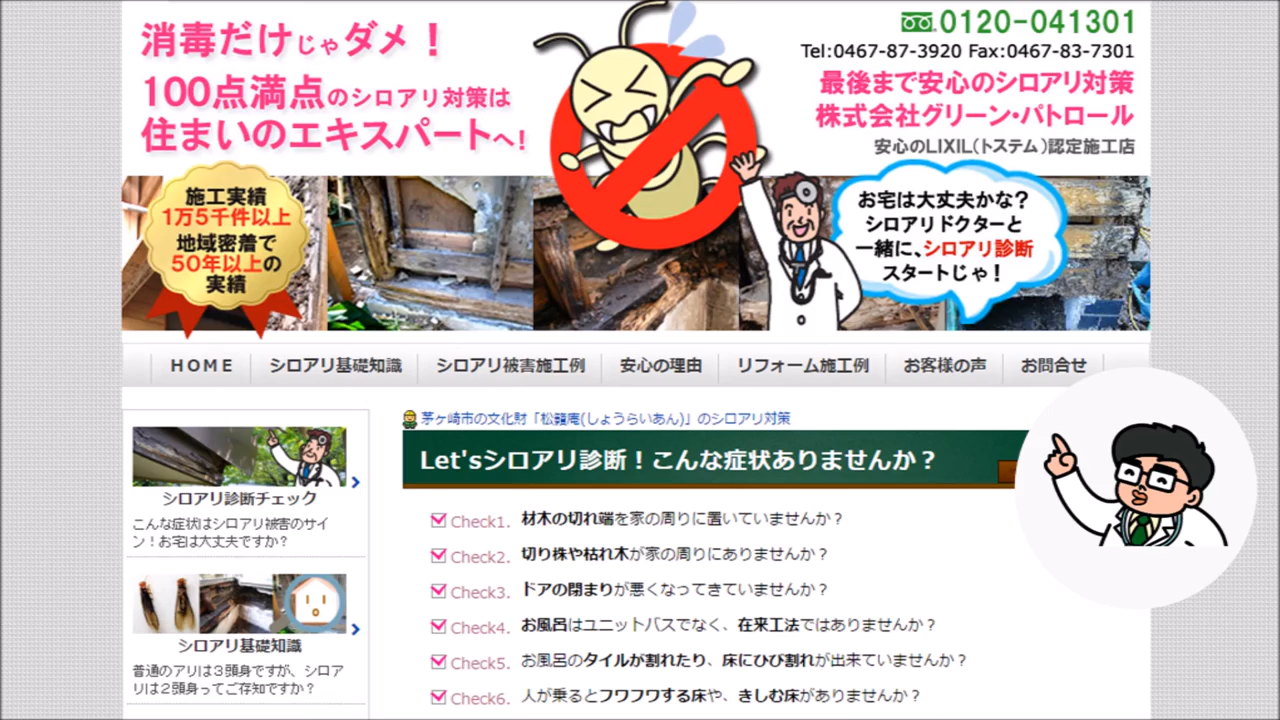 消毒だけじゃダメ！
100点満点のシロアリ対策は
住まいのエキスパートへ！
0120-041301
Tel:0467-87-3920 Fax:0467-83-7301
最後まで安心のシロアリ対策
株式会社グリーン・パトロール
安心のLIXIL(トステム)認定施工店
施工実績
1万5千件以上
地域密着で
50年以上の
実績
お宅は大丈夫かな？
シロアリドクターと
一緒に、シロアリ診断
スタートじゃ！
HOME
シロアリ基礎知識
シロアリ被害施工例
安心の理由
リフォーム施工例
お客様の声
お問合せ
シロアリ診断チェック
こんな症状はシロアリ被害のサイ
ン！お宅は大丈夫ですか？
シロアリ基礎知識
普通のアリは３頭身ですが、シロア
リは２頭身ってご存知ですか？
茅ヶ崎市の文化財「松籟庵(しょうらいあん)」のシロアリ対策
Let'sシロアリ診断！こんな症状ありませんか？
Check1. 材木の切れ端を家の周りに置いていませんか？
Check2. 切り株や枯れ木が家の周りにありませんか？
Check3. ドアの閉まりが悪くなってきていませんか？
Check4. お風呂はユニットバスでなく、在来工法ではありませんか？
Check5. お風呂のタイルが割れたり、床にひび割れが出来ていませんか？
Check6. 人が乗るとフワフワする床や、きしむ床がありませんか？